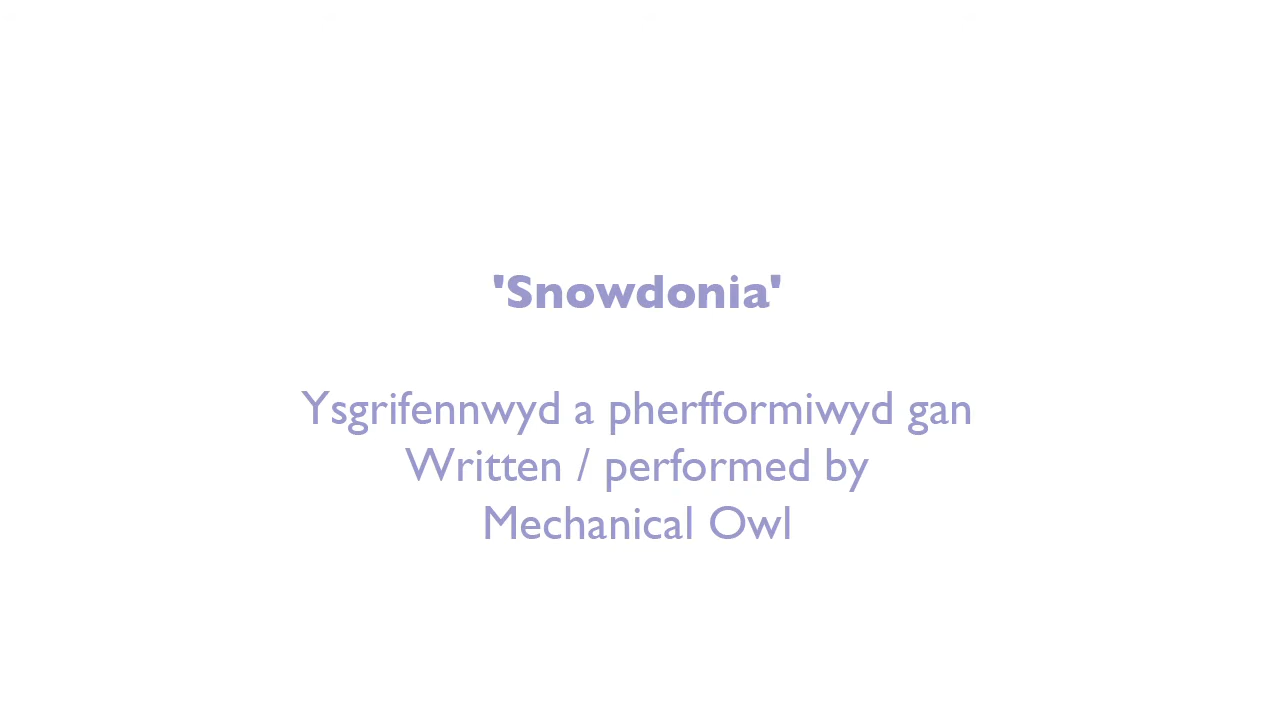 'Snowdonia'
Ysgrifennwyd a pherfformiwyd gan
Written / performed by
Mechanical Owl